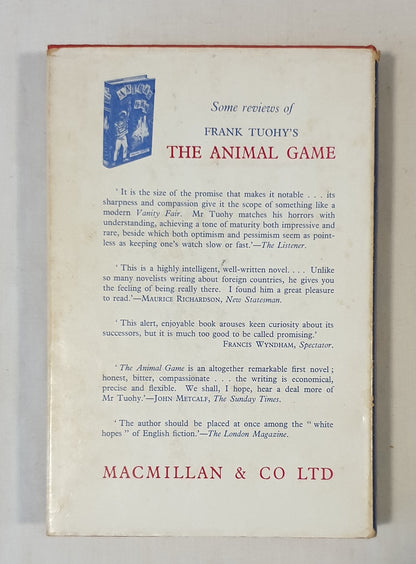 Some reviews of
FRANK TUOHY'S
THE ANIMAL GAME
' It is the size of the promise that makes it notable . . . its
sharpness and compassion give it the scope of something like a
modern Vanity Fair. Mr Tuohy matches his horrors with
understanding, achieving a tone of maturity both impressive and
rare, beside which both optimism and pessimism seem as point-
less as keeping one's watch slow or fast.'—The Listener.
' This is a highly intelligent, well-written novel. . . . Unlike
so many novelists writing about foreign countries, he gives you
the feeling of being really there. I found him a great pleasure
to read.'—MAURICE RICHARDSON, New Statesman.
' This alert, enjoyable book arouses keen curiosity about its
successors, but it is much too good to be called promising.'
FRANCIS WYNDHAM, Spectator.
' The Animal Game is an altogether remarkable first novel ;
honest, bitter, compassionate . . . the writing is economical,
precise and flexible. We shall, I hope, hear a deal more of
Mr Tuohy.'—JOHN METCALF, The Sunday Times.
' The author should be placed at once among the " white
hopes " of English fiction.'—The London Magazine.
MACMILLAN & CO LTD